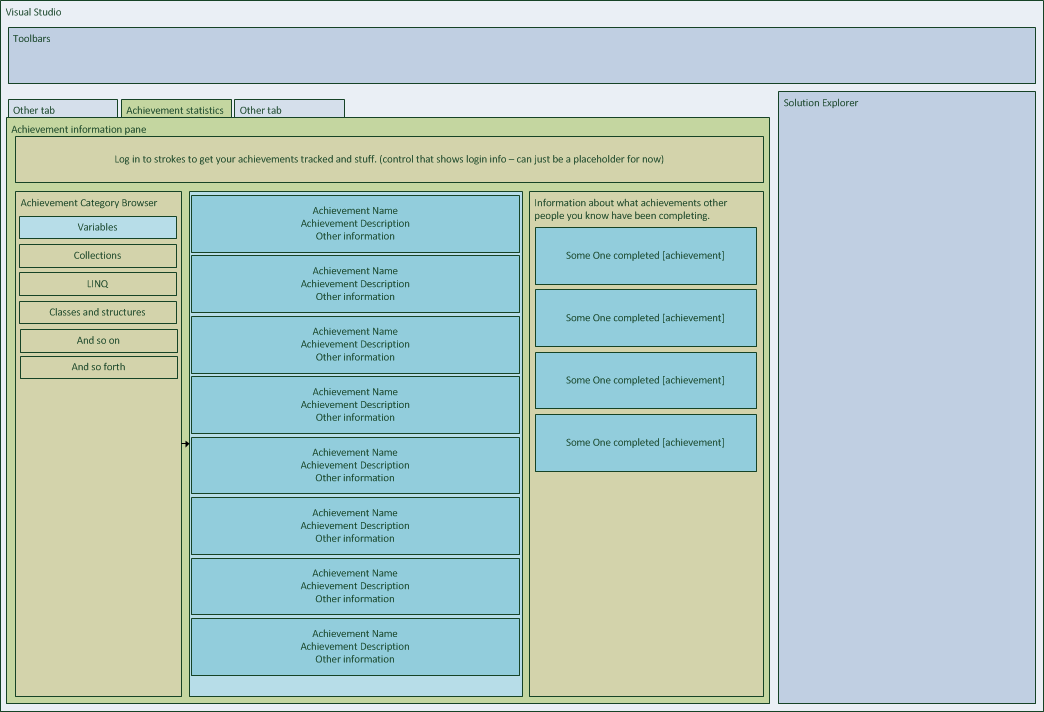 Visual Studio
Toolbars
Other tab
Achievement statistics
Other tab
Solution Explorer
Achievement information pane
Log in to strokes to get your achievements tracked and stuff. (control that shows login info – can just be a placeholder for now)
Achievement Category Browser
Variables
Collections
LINQ
Classes and structures
And so on
And so forth
Achievement Name
Achievement Description
Other information
Achievement Name
Achievement Description
Other information
Achievement Name
Achievement Description
Other information
Achievement Name
Achievement Description
Other information
Achievement Name
Achievement Description
Other information
Achievement Name
Achievement Description
Other information
Achievement Name
Achievement Description
Other information
Achievement Name
Achievement Description
Other information
Information about what achievements other
people you know have been completing.
Some One completed [achievement]
Some One completed [achievement]
Some One completed [achievement]
Some One completed [achievement]